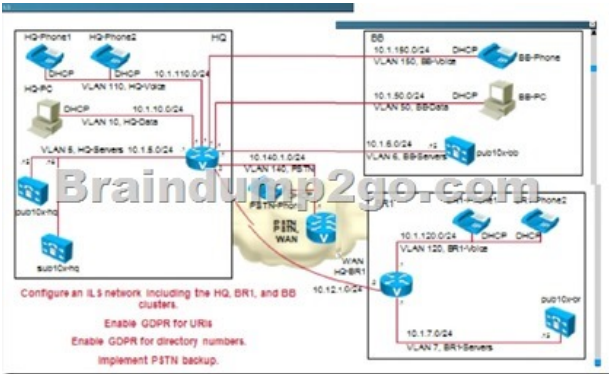 HQ-Phone1 HQ-Phone2 HQ
DHCP DHCP 10.1.110.0/24
HQ-PC VLAN 110, HQ-Voice
DHCP 10.1.10.0/24
VLAN 10, HQ-Data
VLAN 5, HQ-Servers 10.1.5.0/24
pub10x-hq
sub10x-hq
BB
10.1.150.0/24 DHCP
VLAN 150, BB-Voice BB-Phone
10.1.50.0/24 DHCP BB-PC
VLAN 50, BB-Data
10.1.6.0/24 .15
VLAN 6, BB-Servers pub10x-bb
10.140.1.0/24
VLAN 140, PSTN
Braindump2go.com
PSTN-Phone
PSTN,
WAN
WAN
HQ-BR1
10.12.1.0/24
10.1.120.0/24 DHCP DHCP
VLAN 120, BR1-Voice
pub10x-br
10.1.7.0/24 .15
VLAN 7, BR1-Servers
Configure an ILS network including the HQ, BR1, and BB
clusters.
Enable GDPR for URIs
Enable GDPR for directory numbers.
Implement PSTN backup.